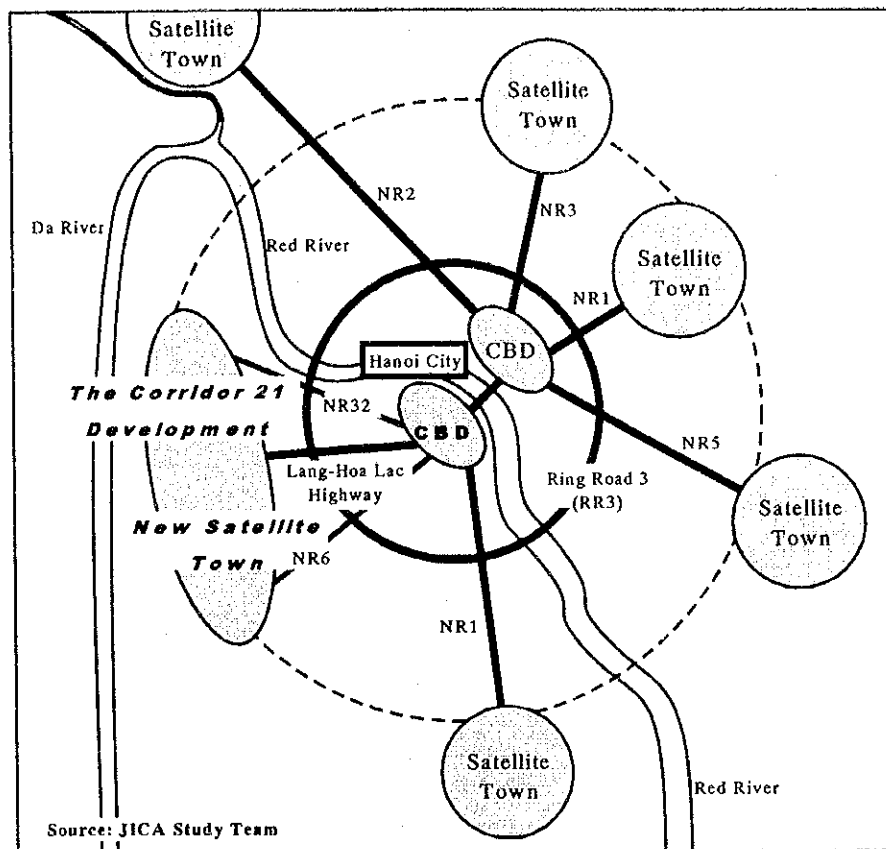 Satellite
Town
Satellite
Town
NR2
NR3
Da River
Red River
Satellite
Town
NR1
CBD
Hanoi City
The Corridor 21
Development
NR32
CBD
NR5
Lang-Hoa Lac
Highway
Ring Road 3
(RR3)
Satellite
Town
New Satellite
Town
NR6
NR1
Satellite
Town
Red River
Source: JICA Study Team